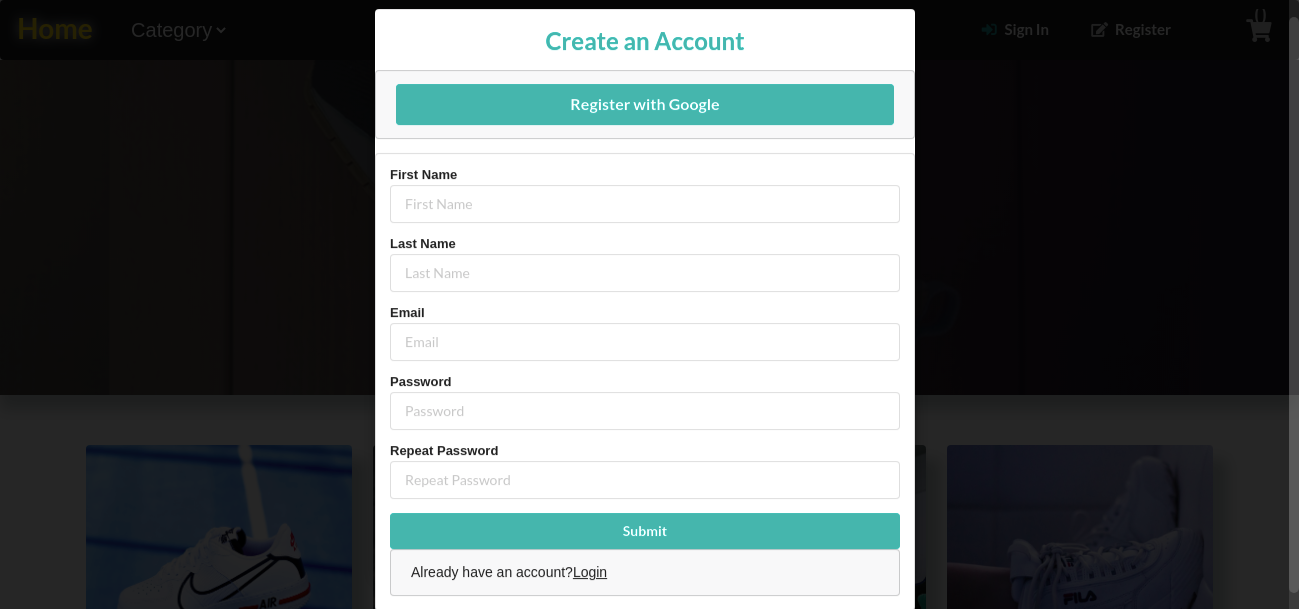 Home Category Sign In Register ()
Create an Account
Register with Google
First Name
First Name
Last Name
Last Name
Email
Email
Password
Password
Repeat Password
Repeat Password
Submit
Already have an account?Login
AIR
FILA